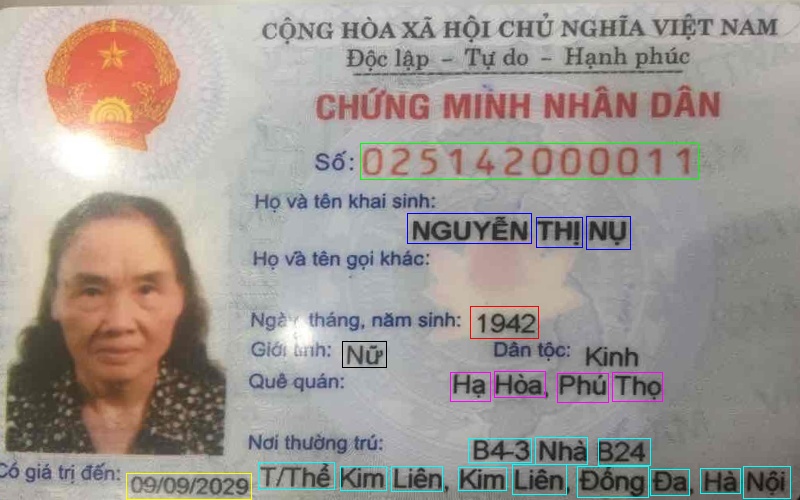 CỘNG HÒA XÃ HỘI CHỦ NGHĨA VIỆT NAM
Độc lập - Tự do - Hạnh phúc
CHỨNG MINH NHÂN DÂN
Số: 025142000011
Họ và tên khai sinh:
NGUYỄN THỊ NỤ
Họ và tên gọi khác:
Ngày, tháng, năm sinh: 1942
Giới tính: Nữ Dân tộc: Kinh
Quê quán: Hạ Hòa, Phú Thọ
Nơi thường trú: B4-3 Nhà B24
Có giá trị đến: 09/09/2029 T/Thể Kim Liên, Kim Liên, Đống Đa, Hà Nội